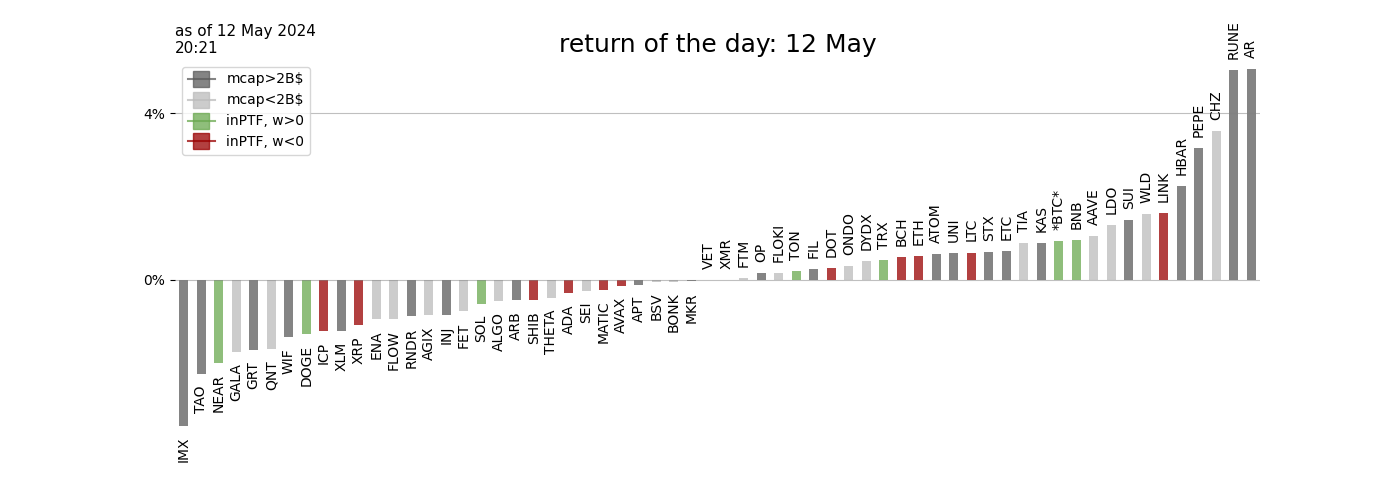 as of 12 May 2024
20:21
return of the day: 12 May
mcap>2B$
mcap<2B$
inPTF, w>0
inPTF, w<0
4%
0%
IMX
TAO
NEAR
GALA
GRT
QNT
WIF
DOGE
ICP
XLM
XRP
ENA
FLOW
RNDR
AGIX
INJ
FET
SOL
ALGO
ARB
SHIB
THETA
ADA
SEI
MATIC
AVAX
APT
BSV
BONK
MKR
VET
XMR
FTM
OP
FLOKI
TON
FIL
DOT
ONDO
DYDX
TRX
BCH
ETH
ATOM
UNI
LTC
STX
ETC
TIA
KAS
*BTC*
BNB
AAVE
LDO
SUI
WLD
LINK
HBAR
PEPE
CHZ
RUNE
AR